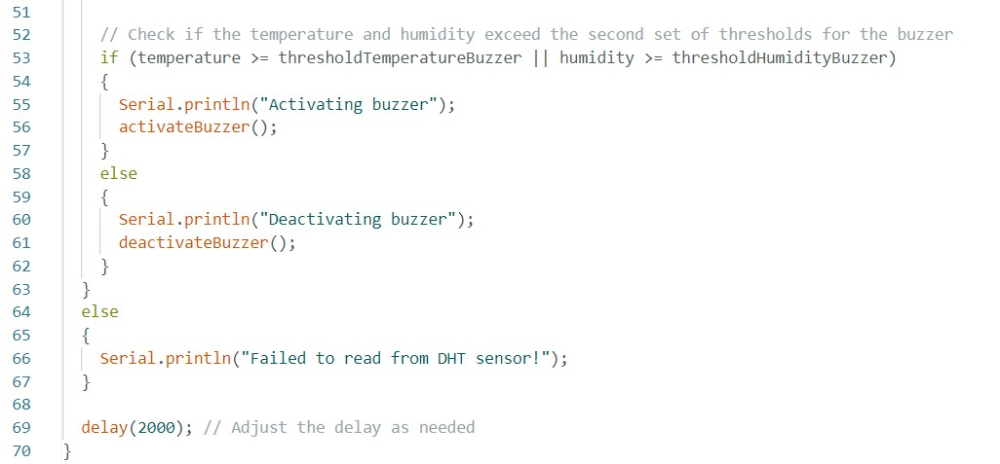 51
52 // Check if the temperature and humidity exceed the second set of thresholds for the buzzer
53 if (temperature >= thresholdTemperatureBuzzer || humidity >= thresholdHumidityBuzzer)
54 {
55 Serial.println("Activating buzzer");
56 activateBuzzer();
57 }
58 else
59 {
60 Serial.println("Deactivating buzzer");
61 deactivateBuzzer();
62 }
63 }
64 else
65 {
66 Serial.println("Failed to read from DHT sensor!");
67 }
68
69 delay(2000); // Adjust the delay as needed
70 }